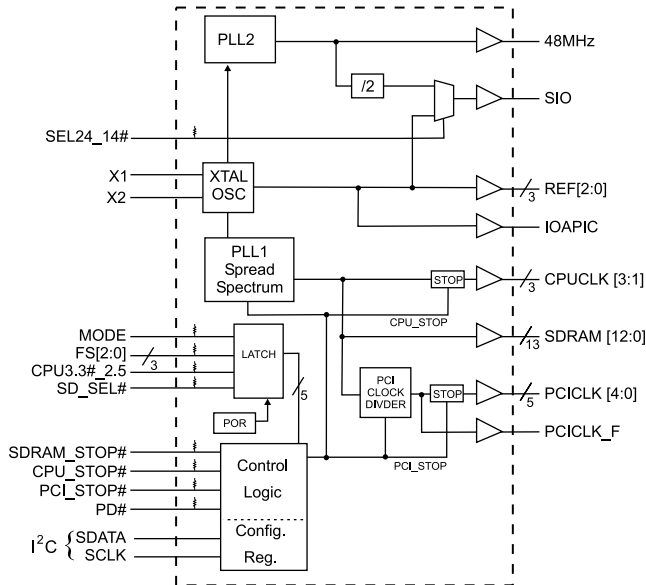 PLL2
48MHz
/2
SIO
SEL24_14#
X1
X2
XTAL
OSC
REF[2:0]
3
IOAPIC
PLL1
Spread
Spectrum
STOP
CPUCLK [3:1]
3
CPU_STOP
MODE
FS[2:0]
3
CPU3.3#_2.5
SD_SEL#
LATCH
5
SDRAM [12:0]
13
PCI
CLOCK
DIVDER
STOP
PCICLK [4:0]
5
POR
PCICLK_F
PCI_STOP
SDRAM_STOP#
CPU_STOP#
PCI_STOP#
PD#
Control
Logic
I²C { SDATA
SCLK
Config.
Reg.